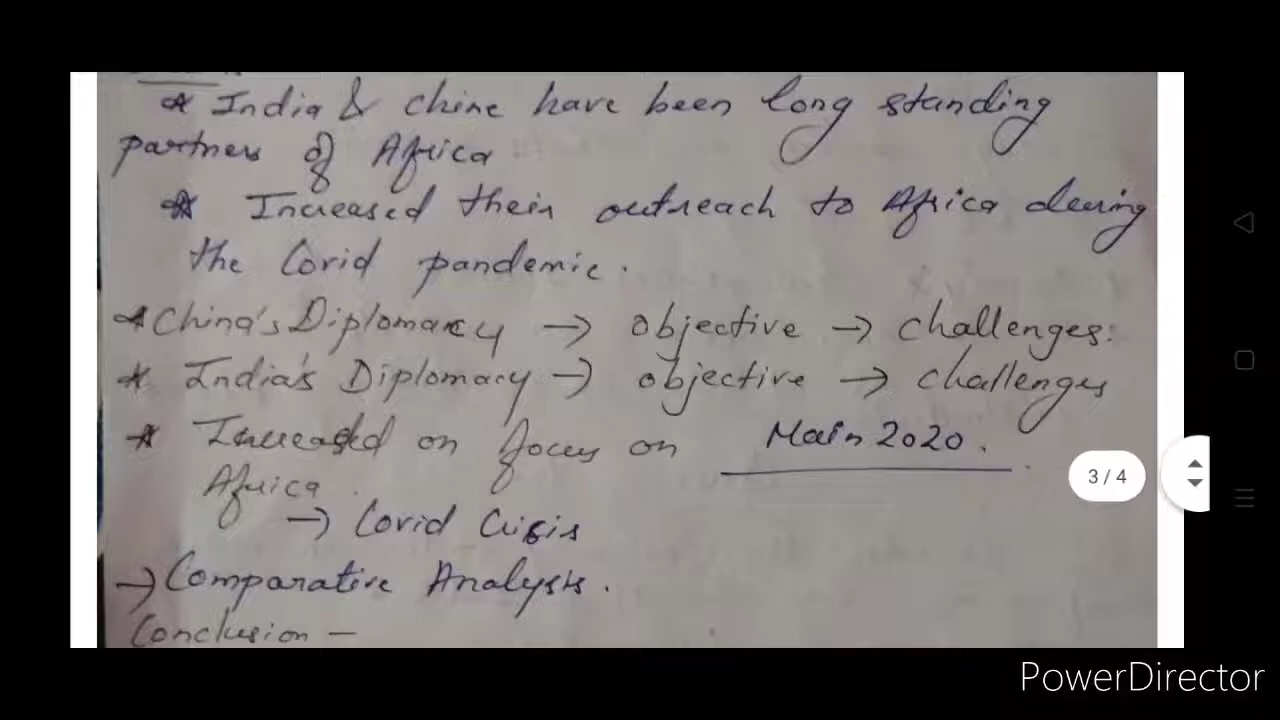 * India & Chine have been long standing
partners of Africa
* Increased their outreach to Africa during
the Covid pandemic.
* China's Diplomacy → objective → challenges:
* India's Diplomacy → objective → challenges
* Increased on focus on Main 2020.
Africa
→ Covid Crisis
→ Comparative Analysis.
Conclusion —
3 / 4
PowerDirector